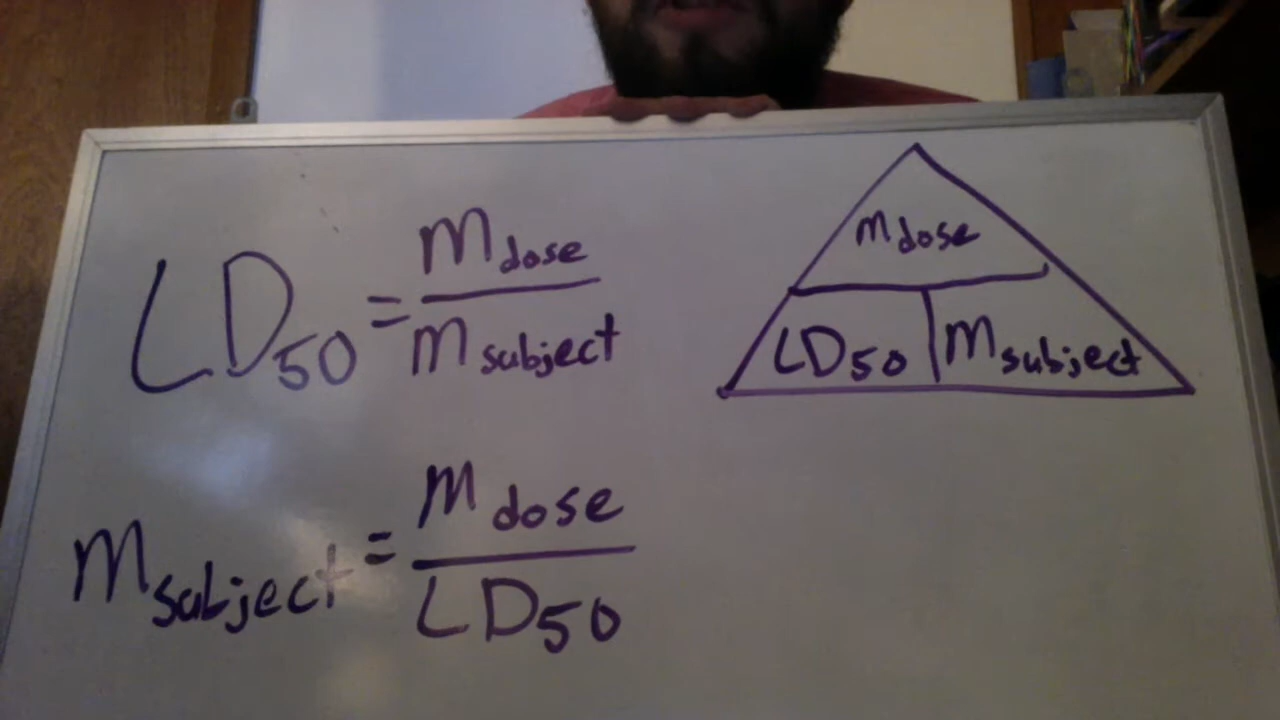 LD50 = mdose / msubject
mdose
LD50 | msubject
msubject = mdose / LD50